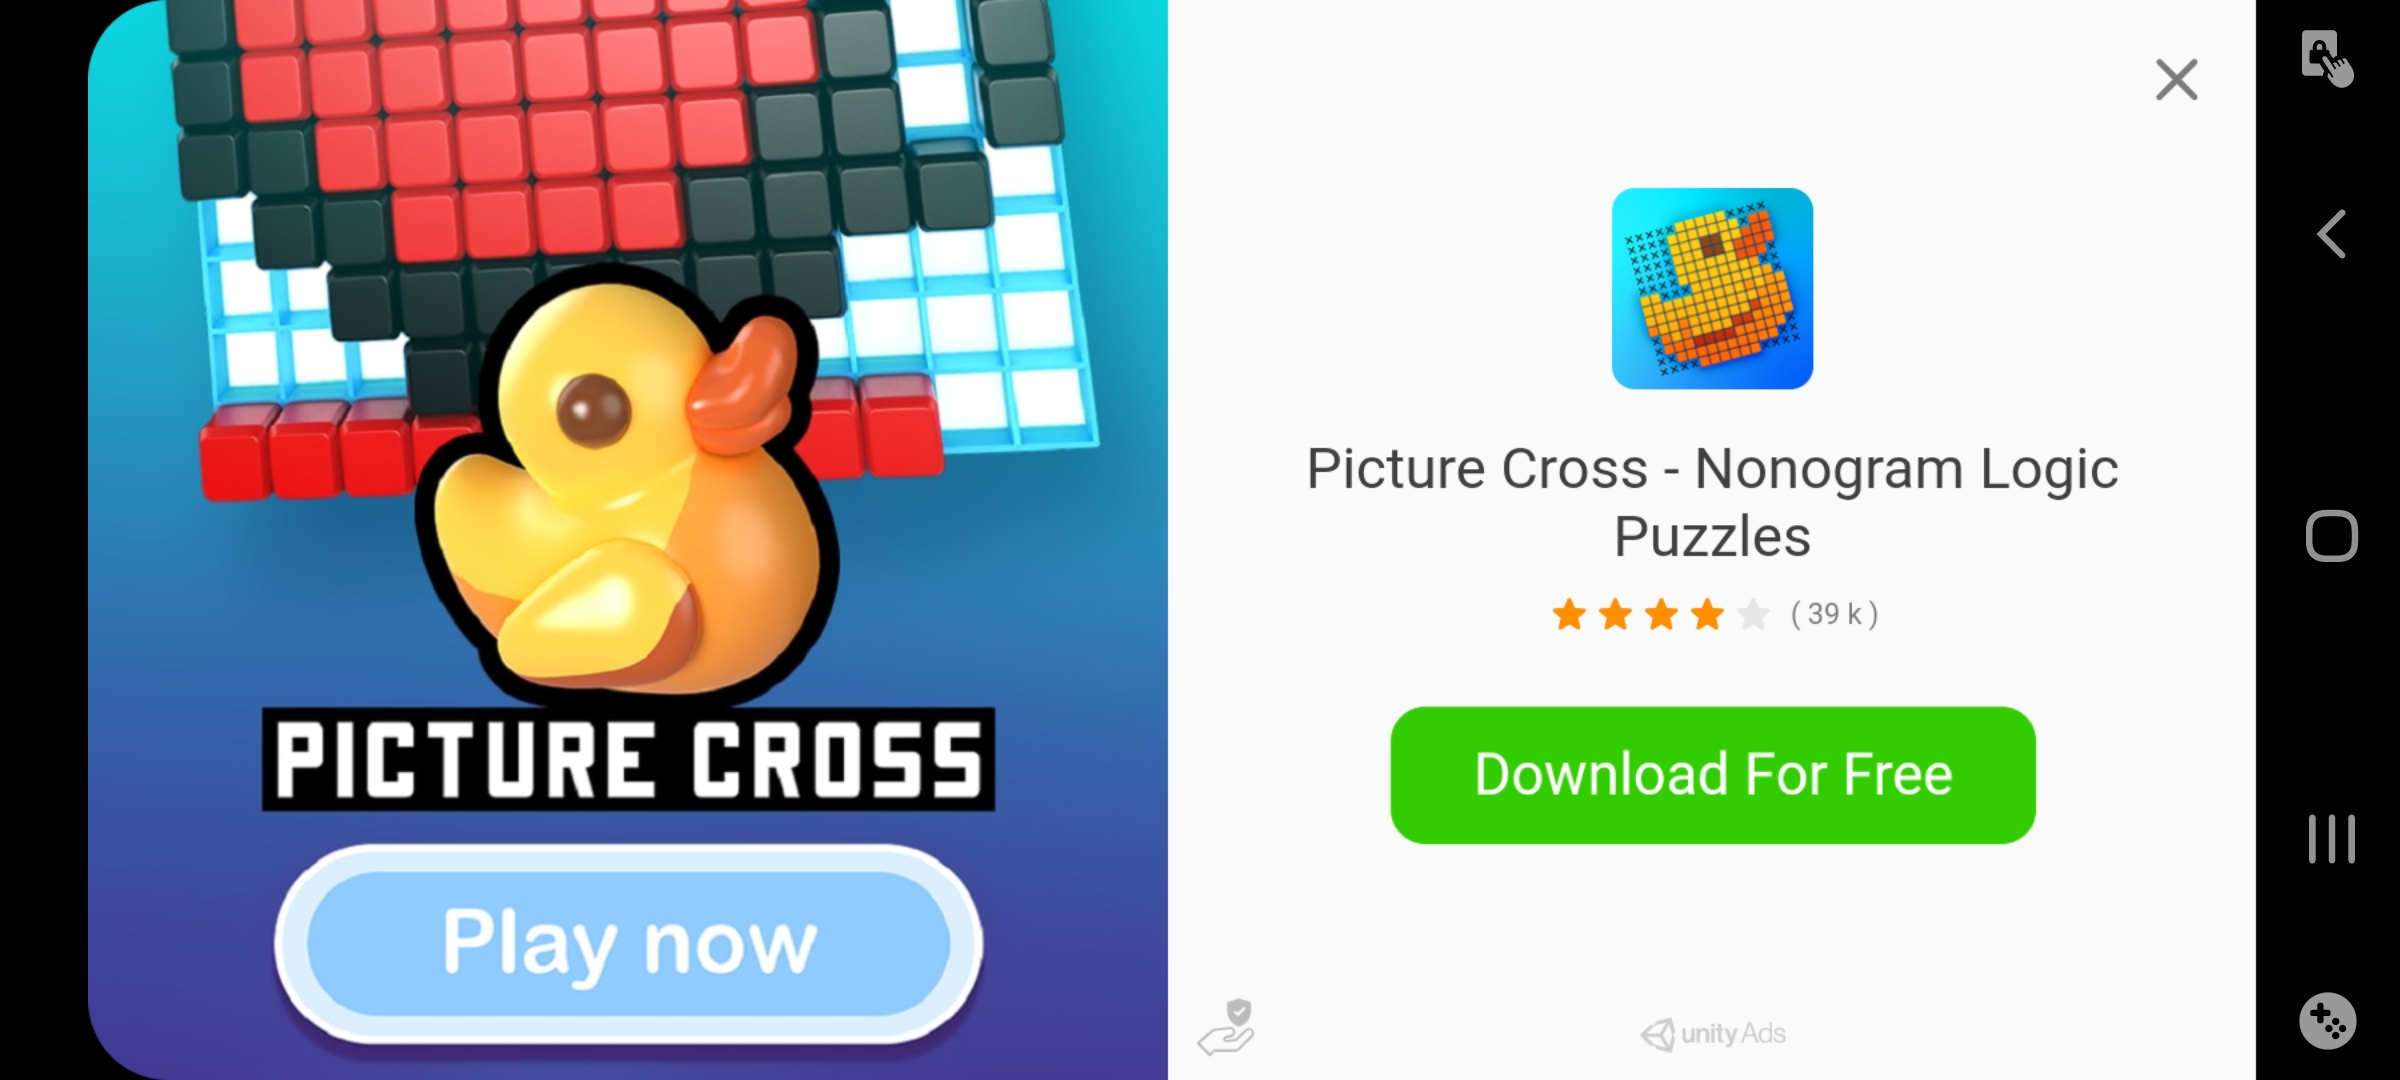 PICTURE CROSS
Play now
Picture Cross - Nonogram Logic
Puzzles
( 39 k )
Download For Free
unity Ads